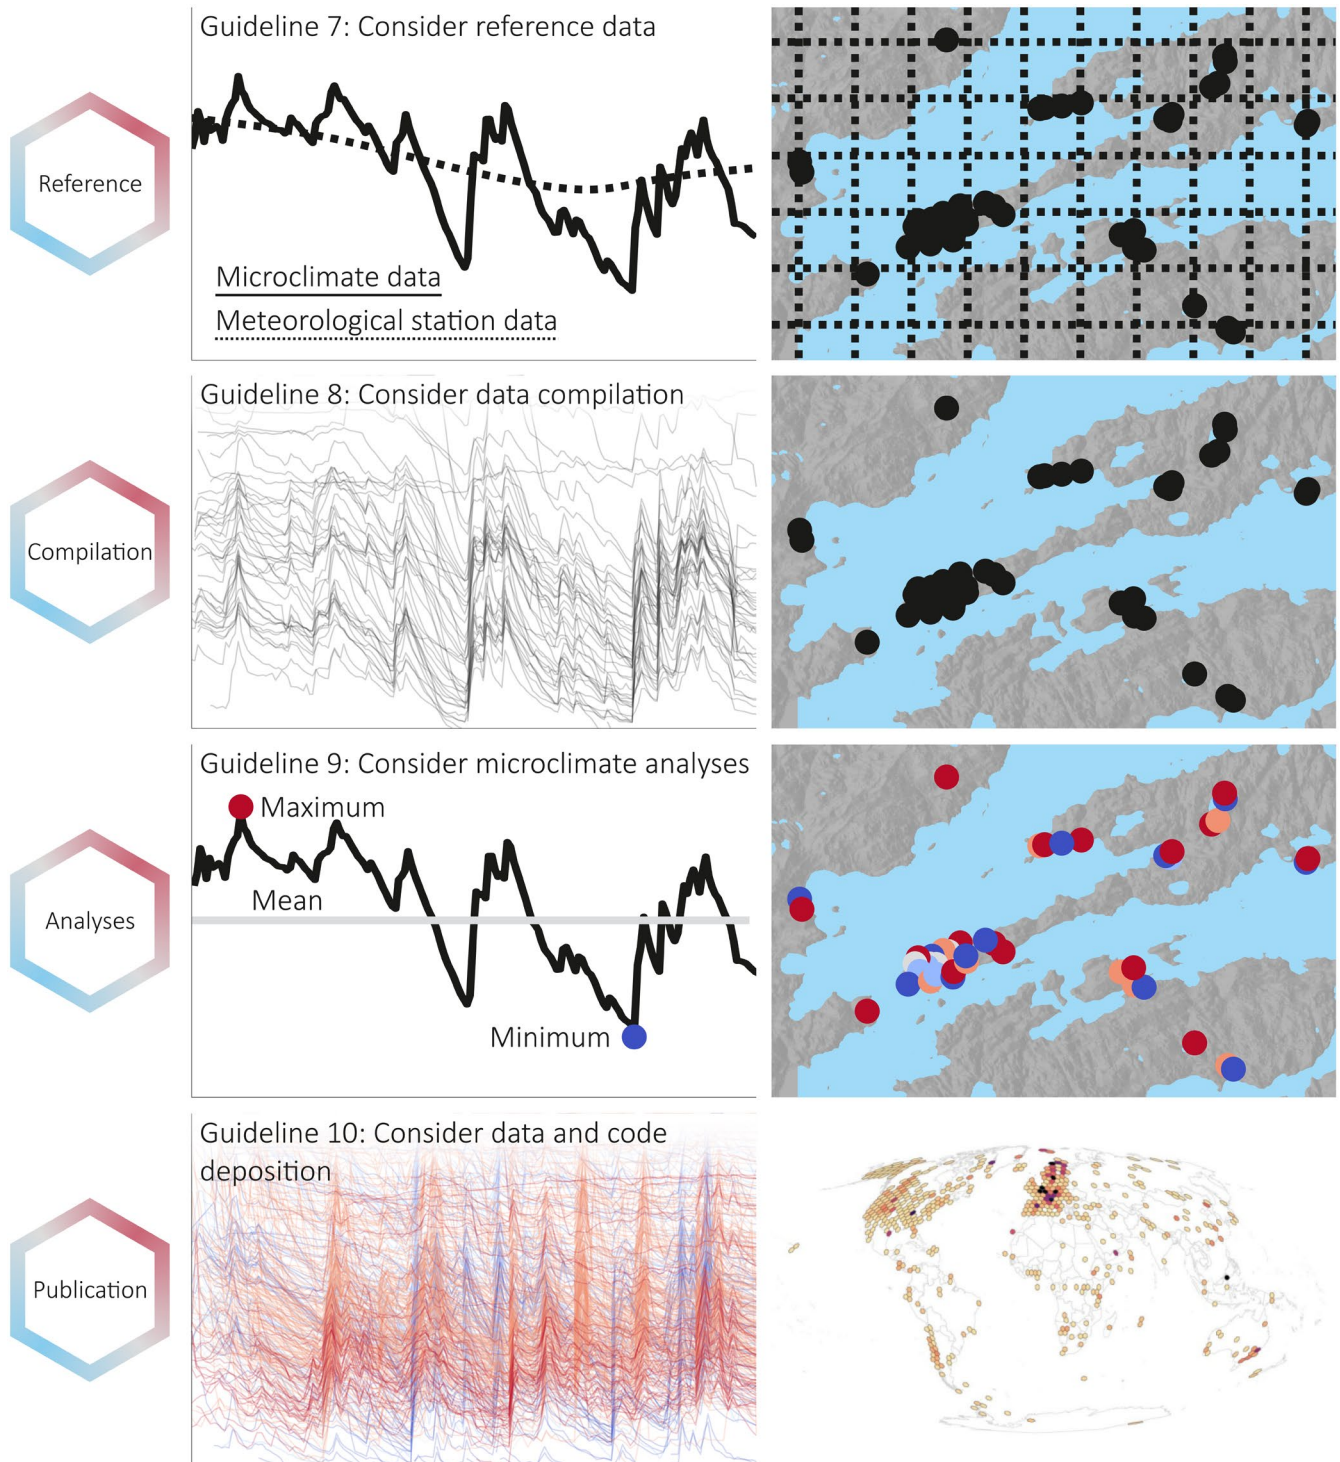 Guideline 7: Consider reference data
Reference
Microclimate data
Meteorological station data
Guideline 8: Consider data compilation
Compilation
Guideline 9: Consider microclimate analyses
Maximum
Mean
Analyses
Minimum
Guideline 10: Consider data and code
deposition
Publication